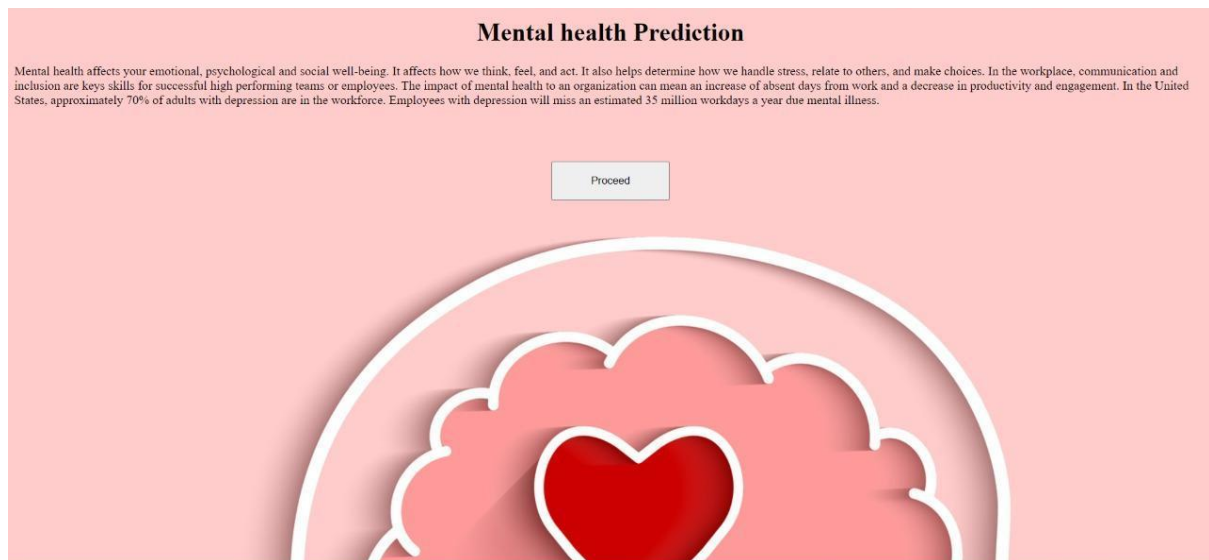 Mental health Prediction
Mental health affects your emotional, psychological and social well-being. It affects how we think, feel, and act. It also helps determine how we handle stress, relate to others, and make choices. In the workplace, communication and
inclusion are keys skills for successful high performing teams or employees. The impact of mental health to an organization can mean an increase of absent days from work and a decrease in productivity and engagement. In the United
States, approximately 70% of adults with depression are in the workforce. Employees with depression will miss an estimated 35 million workdays a year due mental illness.
Proceed